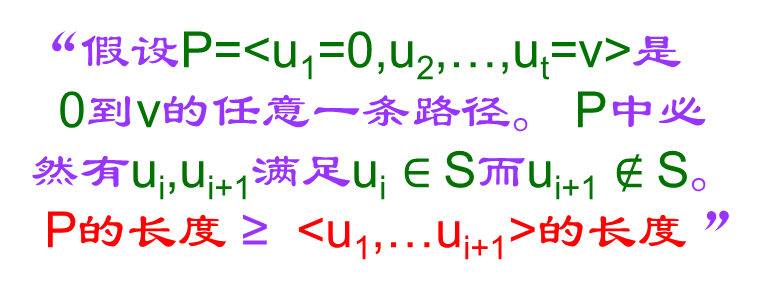 “假设P=<u₁=0,u₂,…,uₜ=v>是
0到v的任意一条路径。 P中必
然有uᵢ,uᵢ₊₁满足uᵢ ∈ S而uᵢ₊₁ ∉ S。
P的长度 ≥ <u₁,…uᵢ₊₁>的长度 ”